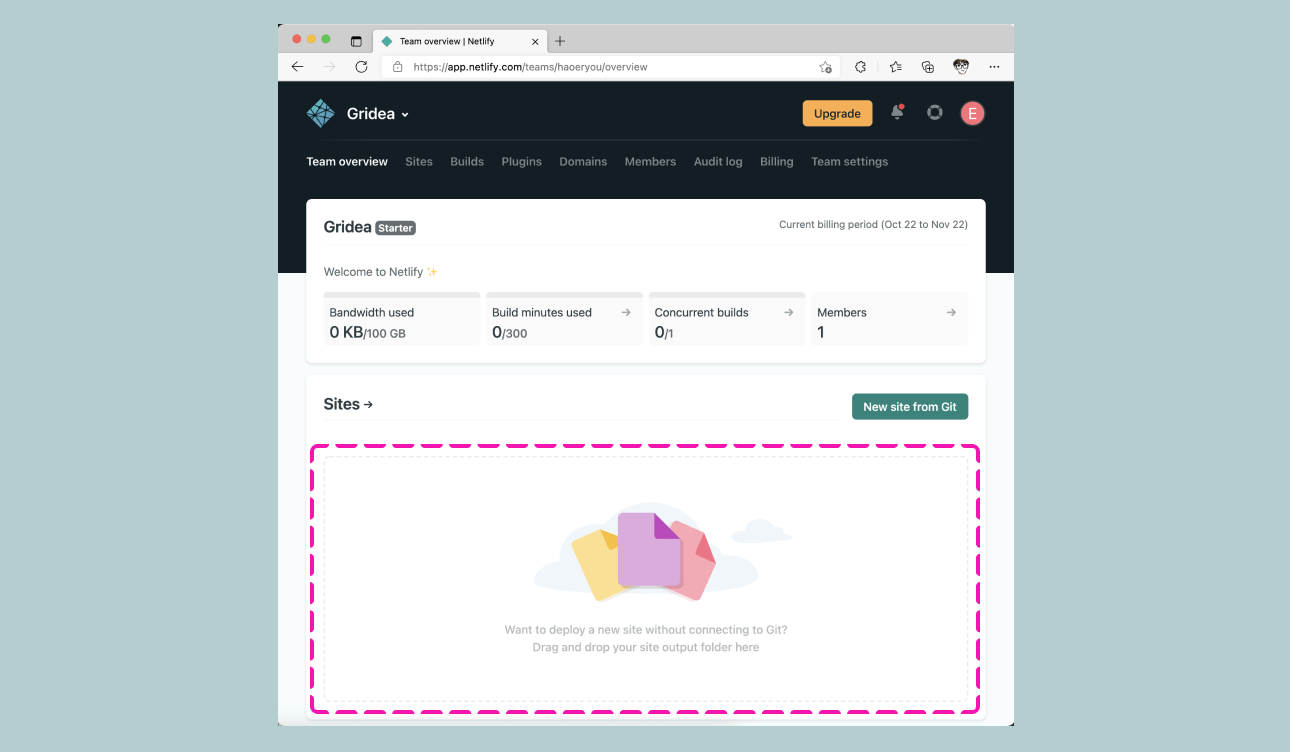 Team overview | Netlify
https://app.netlify.com/teams/haoeryou/overview
Gridea
Upgrade
E
Team overview Sites Builds Plugins Domains Members Audit log Billing Team settings
Gridea Starter
Current billing period (Oct 22 to Nov 22)
Welcome to Netlify ✨
Bandwidth used
0 KB/100 GB
Build minutes used →
0/300
Concurrent builds →
0/1
Members →
1
Sites →
New site from Git
Want to deploy a new site without connecting to Git?
Drag and drop your site output folder here